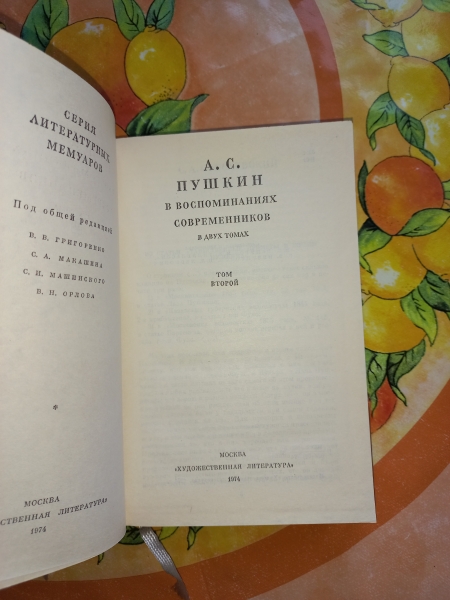 СЕРИЯ
ЛИТЕРАТУРНЫХ
МЕМУАРОВ
Под общей редакцией
В. В. ГРИГОРЕНКО
С. А. МАКАШИНА
С. И. МАШИНСКОГО
В. Н. ОРЛОВА
*
МОСКВА
СТВЕННАЯ ЛИТЕРАТУРА»
1974
А. С.
ПУШКИН
В ВОСПОМИНАНИЯХ
СОВРЕМЕННИКОВ
В ДВУХ ТОМАХ
ТОМ
ВТОРОЙ
МОСКВА
«ХУДОЖЕСТВЕННАЯ ЛИТЕРАТУРА»
1974